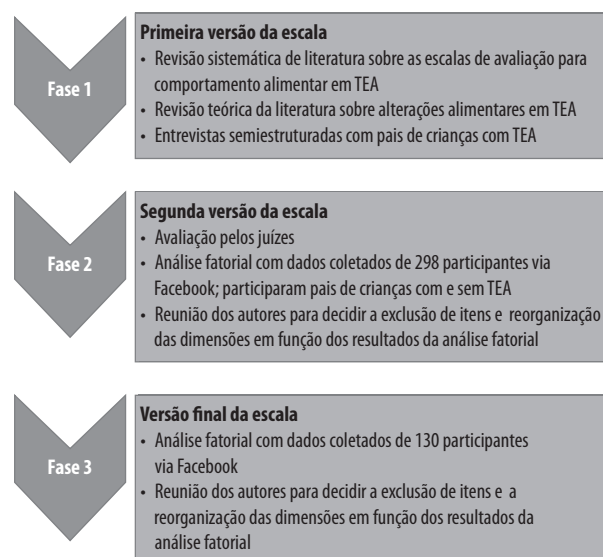 Fase 1
Primeira versão da escala
• Revisão sistemática de literatura sobre as escalas de avaliação para
comportamento alimentar em TEA
• Revisão teórica da literatura sobre alterações alimentares em TEA
• Entrevistas semiestruturadas com pais de crianças com TEA
Fase 2
Segunda versão da escala
• Avaliação pelos juízes
• Análise fatorial com dados coletados de 298 participantes via
Facebook; participaram pais de crianças com e sem TEA
• Reunião dos autores para decidir a exclusão de itens e reorganização
das dimensões em função dos resultados da análise fatorial
Fase 3
Versão final da escala
• Análise fatorial com dados coletados de 130 participantes
via Facebook
• Reunião dos autores para decidir a exclusão de itens e a
reorganização das dimensões em função dos resultados da
análise fatorial